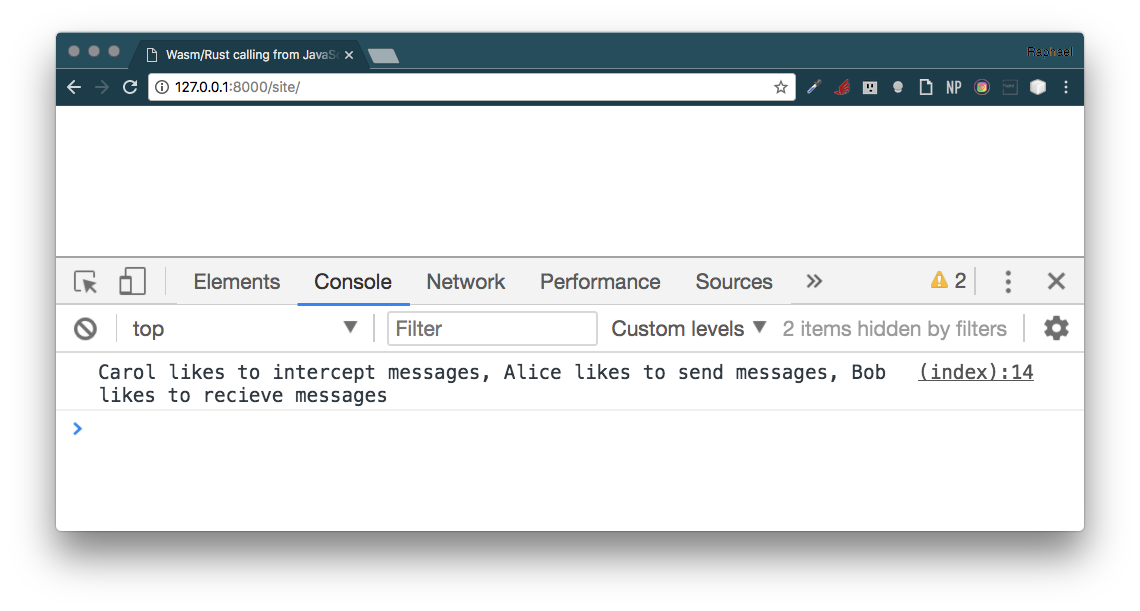 Wasm/Rust calling from JavaSc
Raphael
127.0.0.1:8000/site/
NP
Elements Console Network Performance Sources 2
top Filter Custom levels 2 items hidden by filters
Carol likes to intercept messages, Alice likes to send messages, Bob (index):14
likes to recieve messages